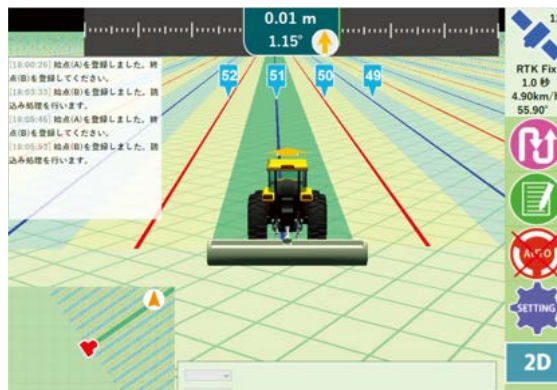 0.01 m
1.15°
[18:00:26] 始点(A)を登録しました。終
点(B)を登録してください。
[18:03:33] 始点(B)を登録しました。読
込み処理を行います。
[18:05:46] 始点(A)を登録しました。終
点(B)を登録してください。
[18:05:53] 始点(B)を登録しました。読
込み処理を行います。
52
51
50
49
RTK Fix
1.0 秒
4.90km/
55.90°
AUTO
SETTING
2D